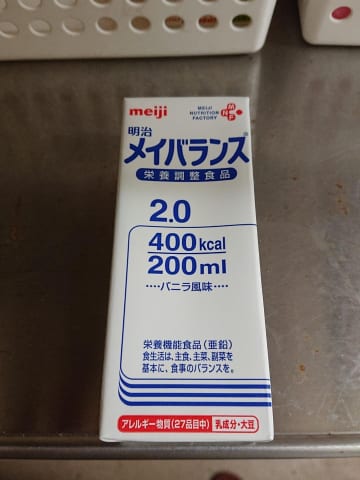 meiji
MEIJI
NUTRITION
FACTORY
M
N F
明治
メイバランス®
栄養調整食品
2.0
400kcal
200ml
‥‥バニラ風味‥‥
栄養機能食品(亜鉛)
食生活は、主食、主菜、副菜を
基本に、食事のバランスを。
アレルギー物質(27品目中) 乳成分・大豆